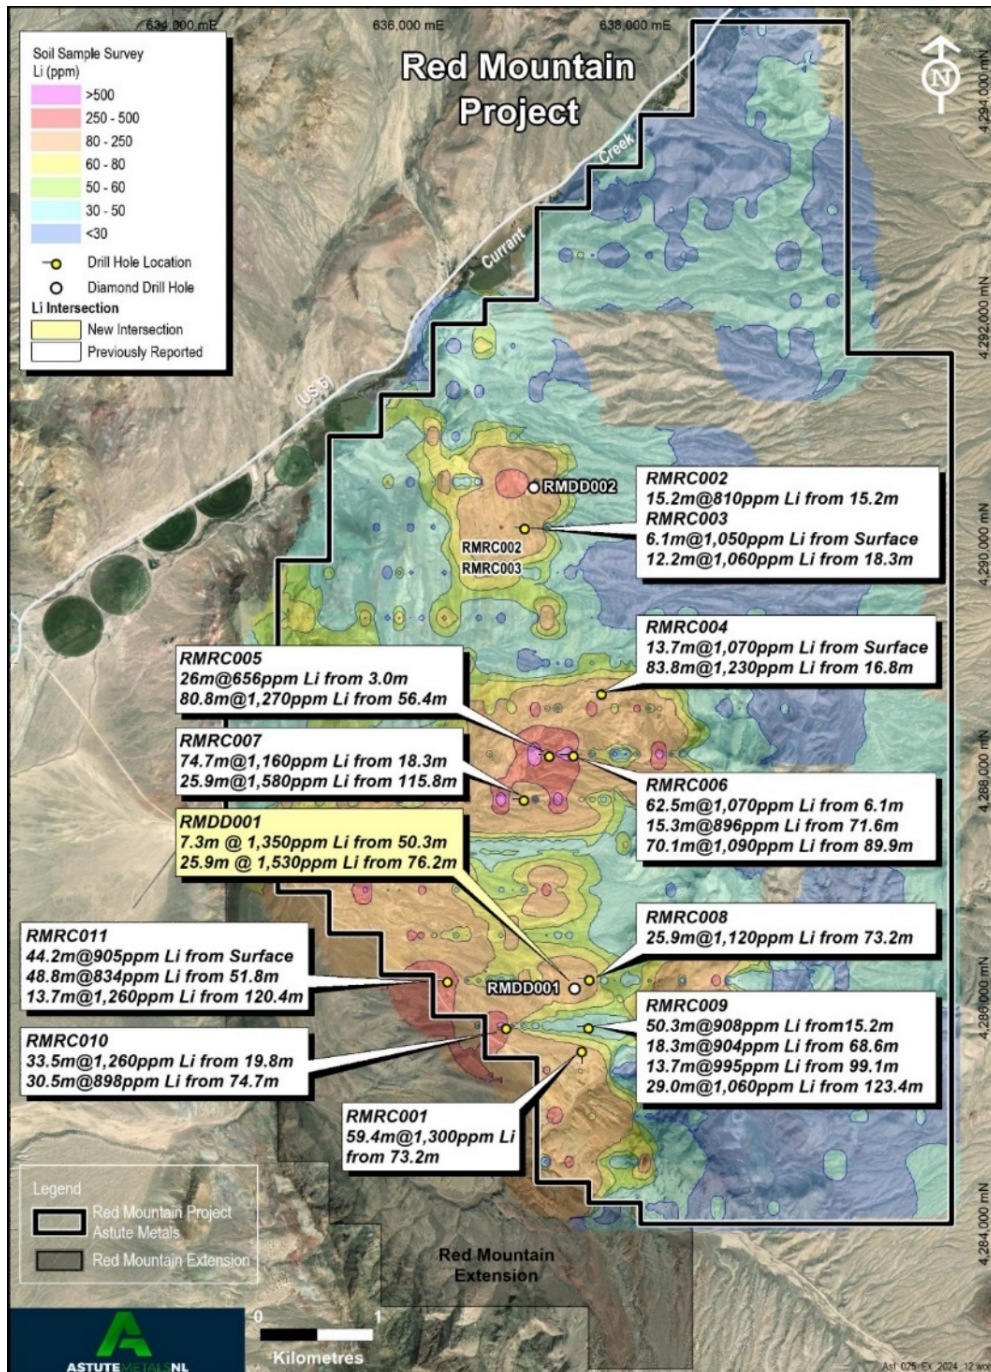 634,000 mE
636,000 mE
638,000 mE
Soil Sample Survey
Li (ppm)
>500
250 - 500
80 - 250
60 - 80
50 - 60
30 - 50
<30
Drill Hole Location
Diamond Drill Hole
Li Intersection
New Intersection
Previously Reported
Red Mountain
Project
N
4,294,000 mN
Creek
Currant
(US 6)
4,292,000 mN
RMDD002
RMRC002
RMRC003
RMRC002
15.2m@810ppm Li from 15.2m
RMRC003
6.1m@1,050ppm Li from Surface
12.2m@1,060ppm Li from 18.3m
4,290,000 mN
RMRC004
13.7m@1,070ppm Li from Surface
83.8m@1,230ppm Li from 16.8m
RMRC005
26m@656ppm Li from 3.0m
80.8m@1,270ppm Li from 56.4m
RMRC007
74.7m@1,160ppm Li from 18.3m
25.9m@1,580ppm Li from 115.8m
4,288,000 mN
RMRC006
62.5m@1,070ppm Li from 6.1m
15.3m@896ppm Li from 71.6m
70.1m@1,090ppm Li from 89.9m
RMDD001
7.3m @ 1,350ppm Li from 50.3m
25.9m @ 1,530ppm Li from 76.2m
RMRC008
25.9m@1,120ppm Li from 73.2m
RMRC011
44.2m@905ppm Li from Surface
48.8m@834ppm Li from 51.8m
13.7m@1,260ppm Li from 120.4m
RMDD001
4,286,000 mN
RMRC009
50.3m@908ppm Li from15.2m
18.3m@904ppm Li from 68.6m
13.7m@995ppm Li from 99.1m
29.0m@1,060ppm Li from 123.4m
RMRC010
33.5m@1,260ppm Li from 19.8m
30.5m@898ppm Li from 74.7m
RMRC001
59.4m@1,300ppm Li
from 73.2m
Legend
Red Mountain Project
Astute Metals
Red Mountain Extension
4,284,000 mN
Red Mountain
Extension
0 1
Kilometres
ASTUTE METALS NL